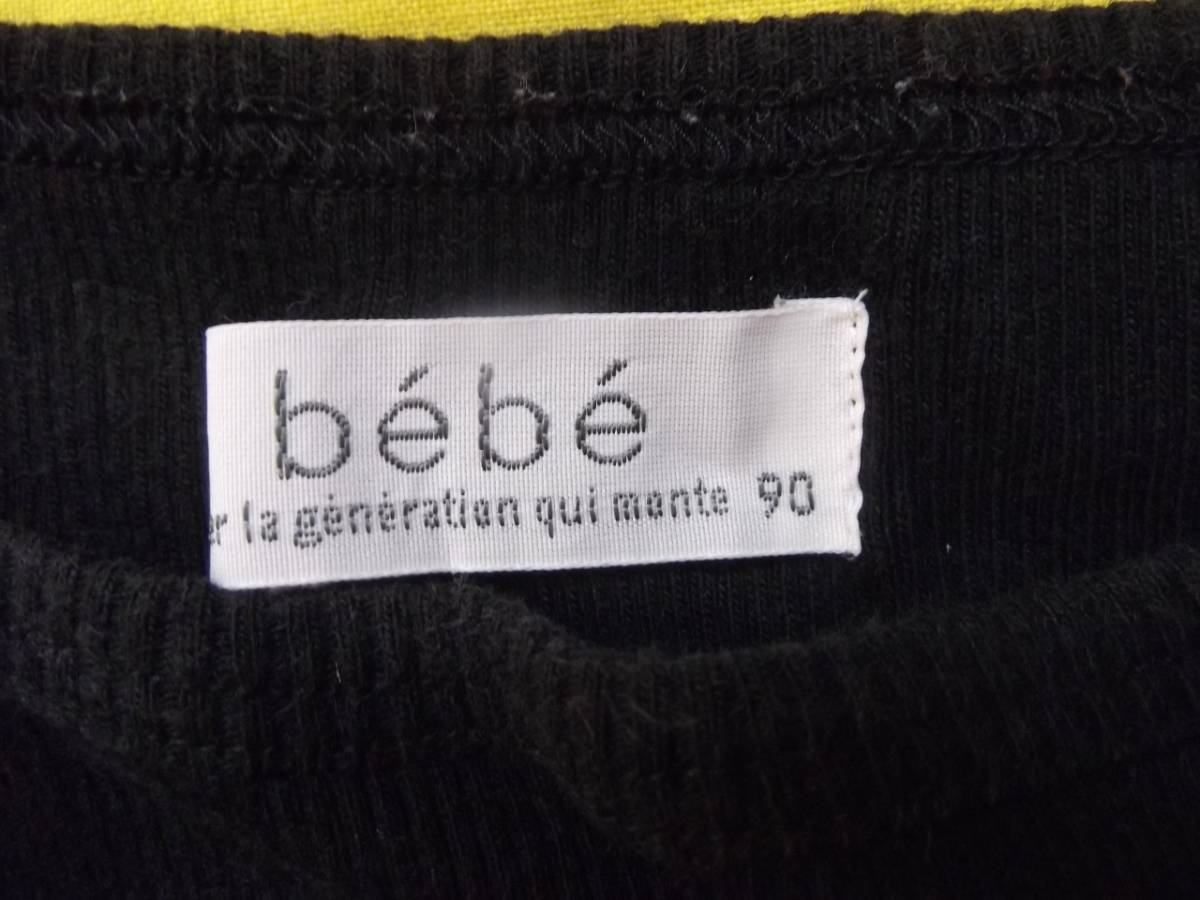 bébé
r la génération qui monte 90